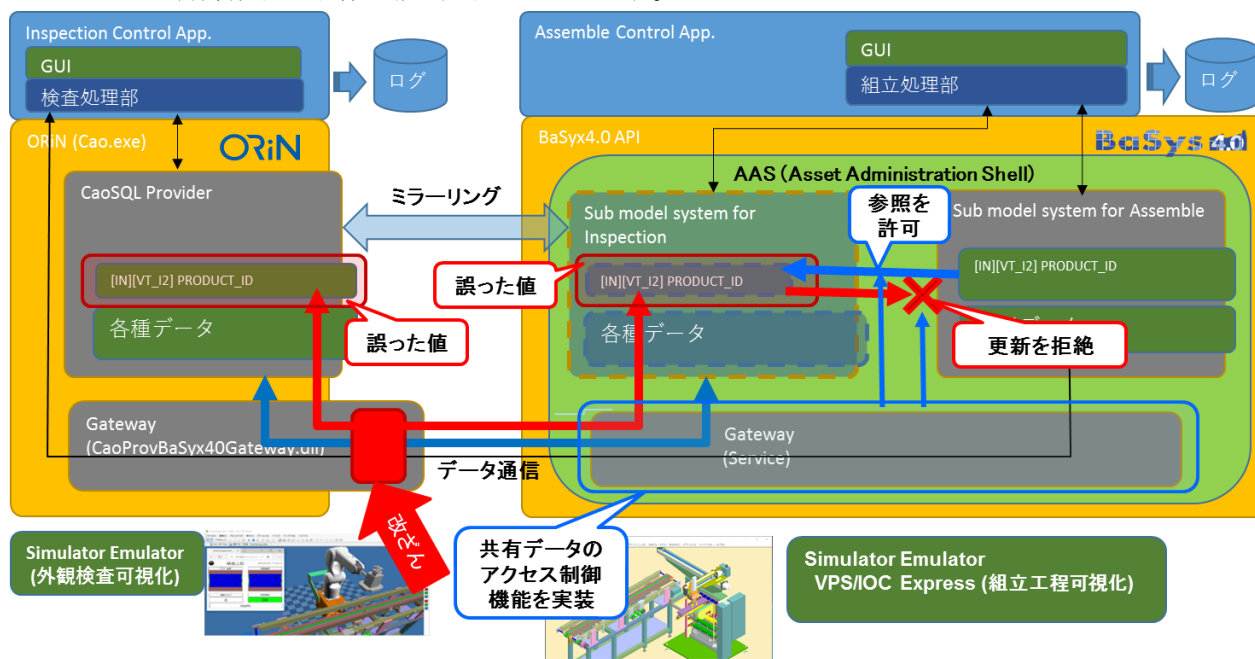 Inspection Control App.
GUI
検査処理部
ログ
Assemble Control App.
GUI
組立処理部
ログ
ORiN (Cao.exe)
ORiN
CaoSQL Provider
[IN][VT_I2] PRODUCT_ID
各種データ
誤った値
ミラーリング
BaSyx4.0 API
BaSys 4.0
AAS (Asset Administration Shell)
Sub model system for
Inspection
[IN][VT_I2] PRODUCT_ID
各種データ
誤った値
参照を
許可
Sub model system for Assemble
[IN][VT_I2] PRODUCT_ID
データ
更新を拒絶
Gateway
(CaoProvBaSyx40Gateway.dll)
データ通信
Gateway
(Service)
改ざん
共有データの
アクセス制御
機能を実装
Simulator Emulator
(外観検査可視化)
Simulator Emulator
VPS/IOC Express (組立工程可視化)